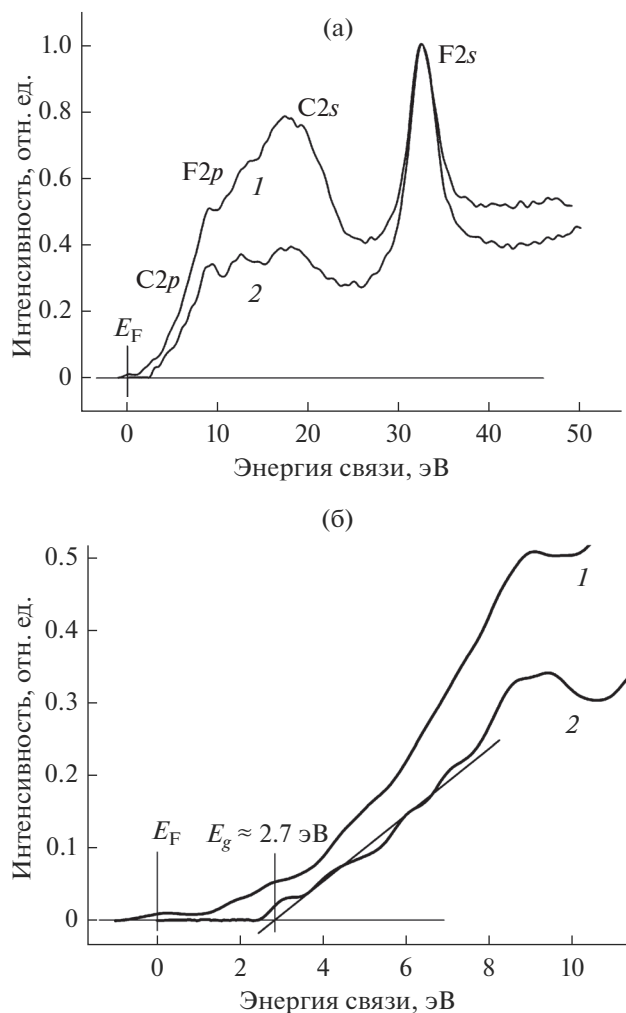 (а)
Интенсивность, отн. ед.
1.0
0.8
0.6
0.4
0.2
0
F2s
C2s
F2p
1
C2p
2
E_F
0
10
20
30
40
50
Энергия связи, эВ
(б)
Интенсивность, отн. ед.
0.5
0.4
0.3
0.2
0.1
0
1
2
E_F
E_g ≈ 2.7 эВ
0
2
4
6
8
10
Энергия связи, эВ